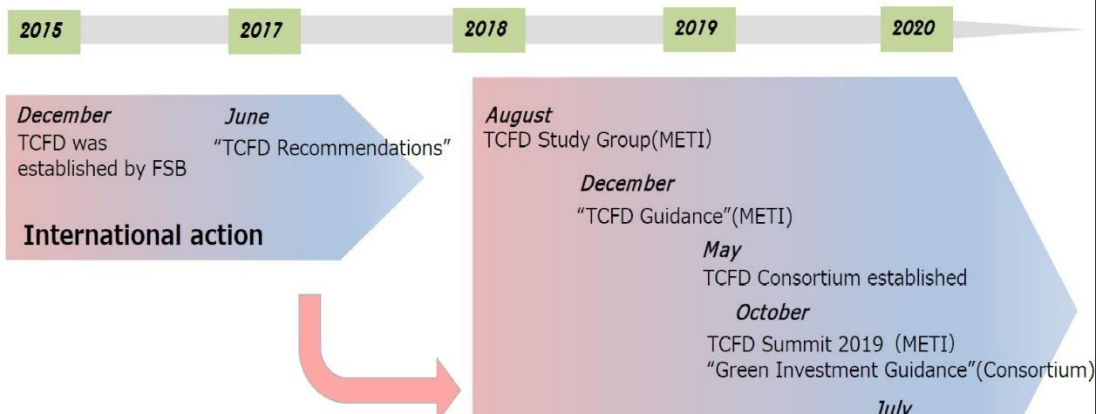 2015
2017
2018
2019
2020
December
TCFD was
established by FSB
June
“TCFD Recommendations”
International action
August
TCFD Study Group(METI)
December
“TCFD Guidance”(METI)
May
TCFD Consortium established
October
TCFD Summit 2019 (METI)
“Green Investment Guidance”(Consortium)
July